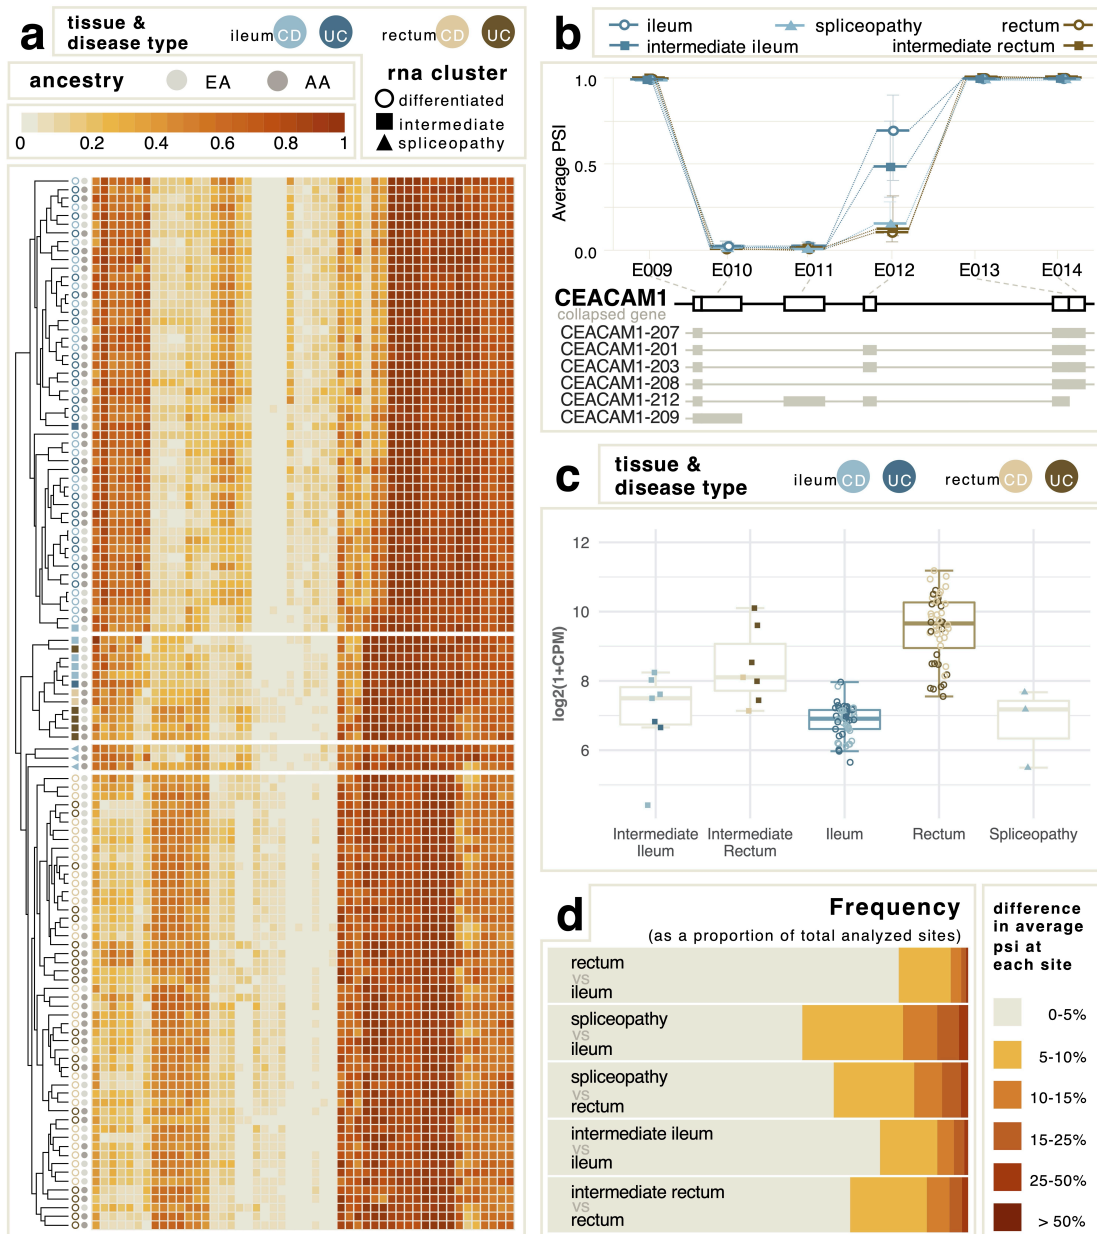 a
tissue &
disease type
ileum CD UC
rectum CD UC
ancestry
EA
AA
rna cluster
differentiated
intermediate
spliceopathy
0 0.2 0.4 0.6 0.8 1
b
ileum
spliceopathy
rectum
intermediate ileum
intermediate rectum
Average PSI
1.0
0.5
0.0
E009 E010 E011 E012 E013 E014
CEACAM1
collapsed gene
CEACAM1-207
CEACAM1-201
CEACAM1-203
CEACAM1-208
CEACAM1-212
CEACAM1-209
c
tissue &
disease type
ileum CD UC
rectum CD UC
log2(1+CPM)
12
10
8
6
Intermediate
Ileum
Intermediate
Rectum
Ileum
Rectum
Spliceopathy
d
Frequency
(as a proportion of total analyzed sites)
rectum
vs
ileum
spliceopathy
vs
ileum
spliceopathy
vs
rectum
intermediate ileum
vs
ileum
intermediate rectum
vs
rectum
difference
in average
psi at
each site
0-5%
5-10%
10-15%
15-25%
25-50%
> 50%